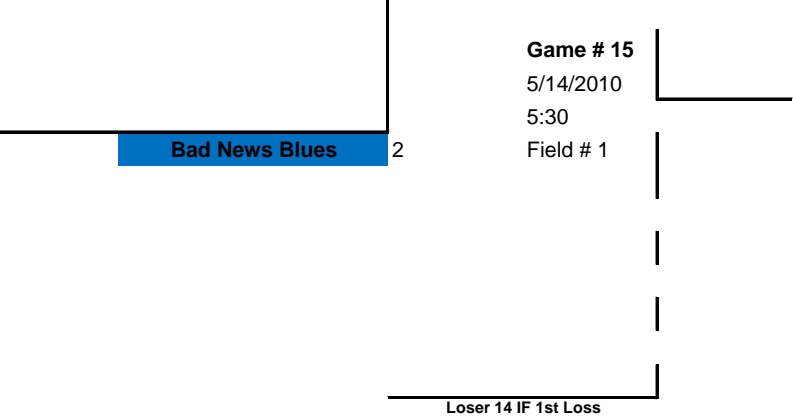 Game # 15
5/14/2010
5:30
Bad News Blues 2 Field # 1
Loser 14 IF 1st Loss